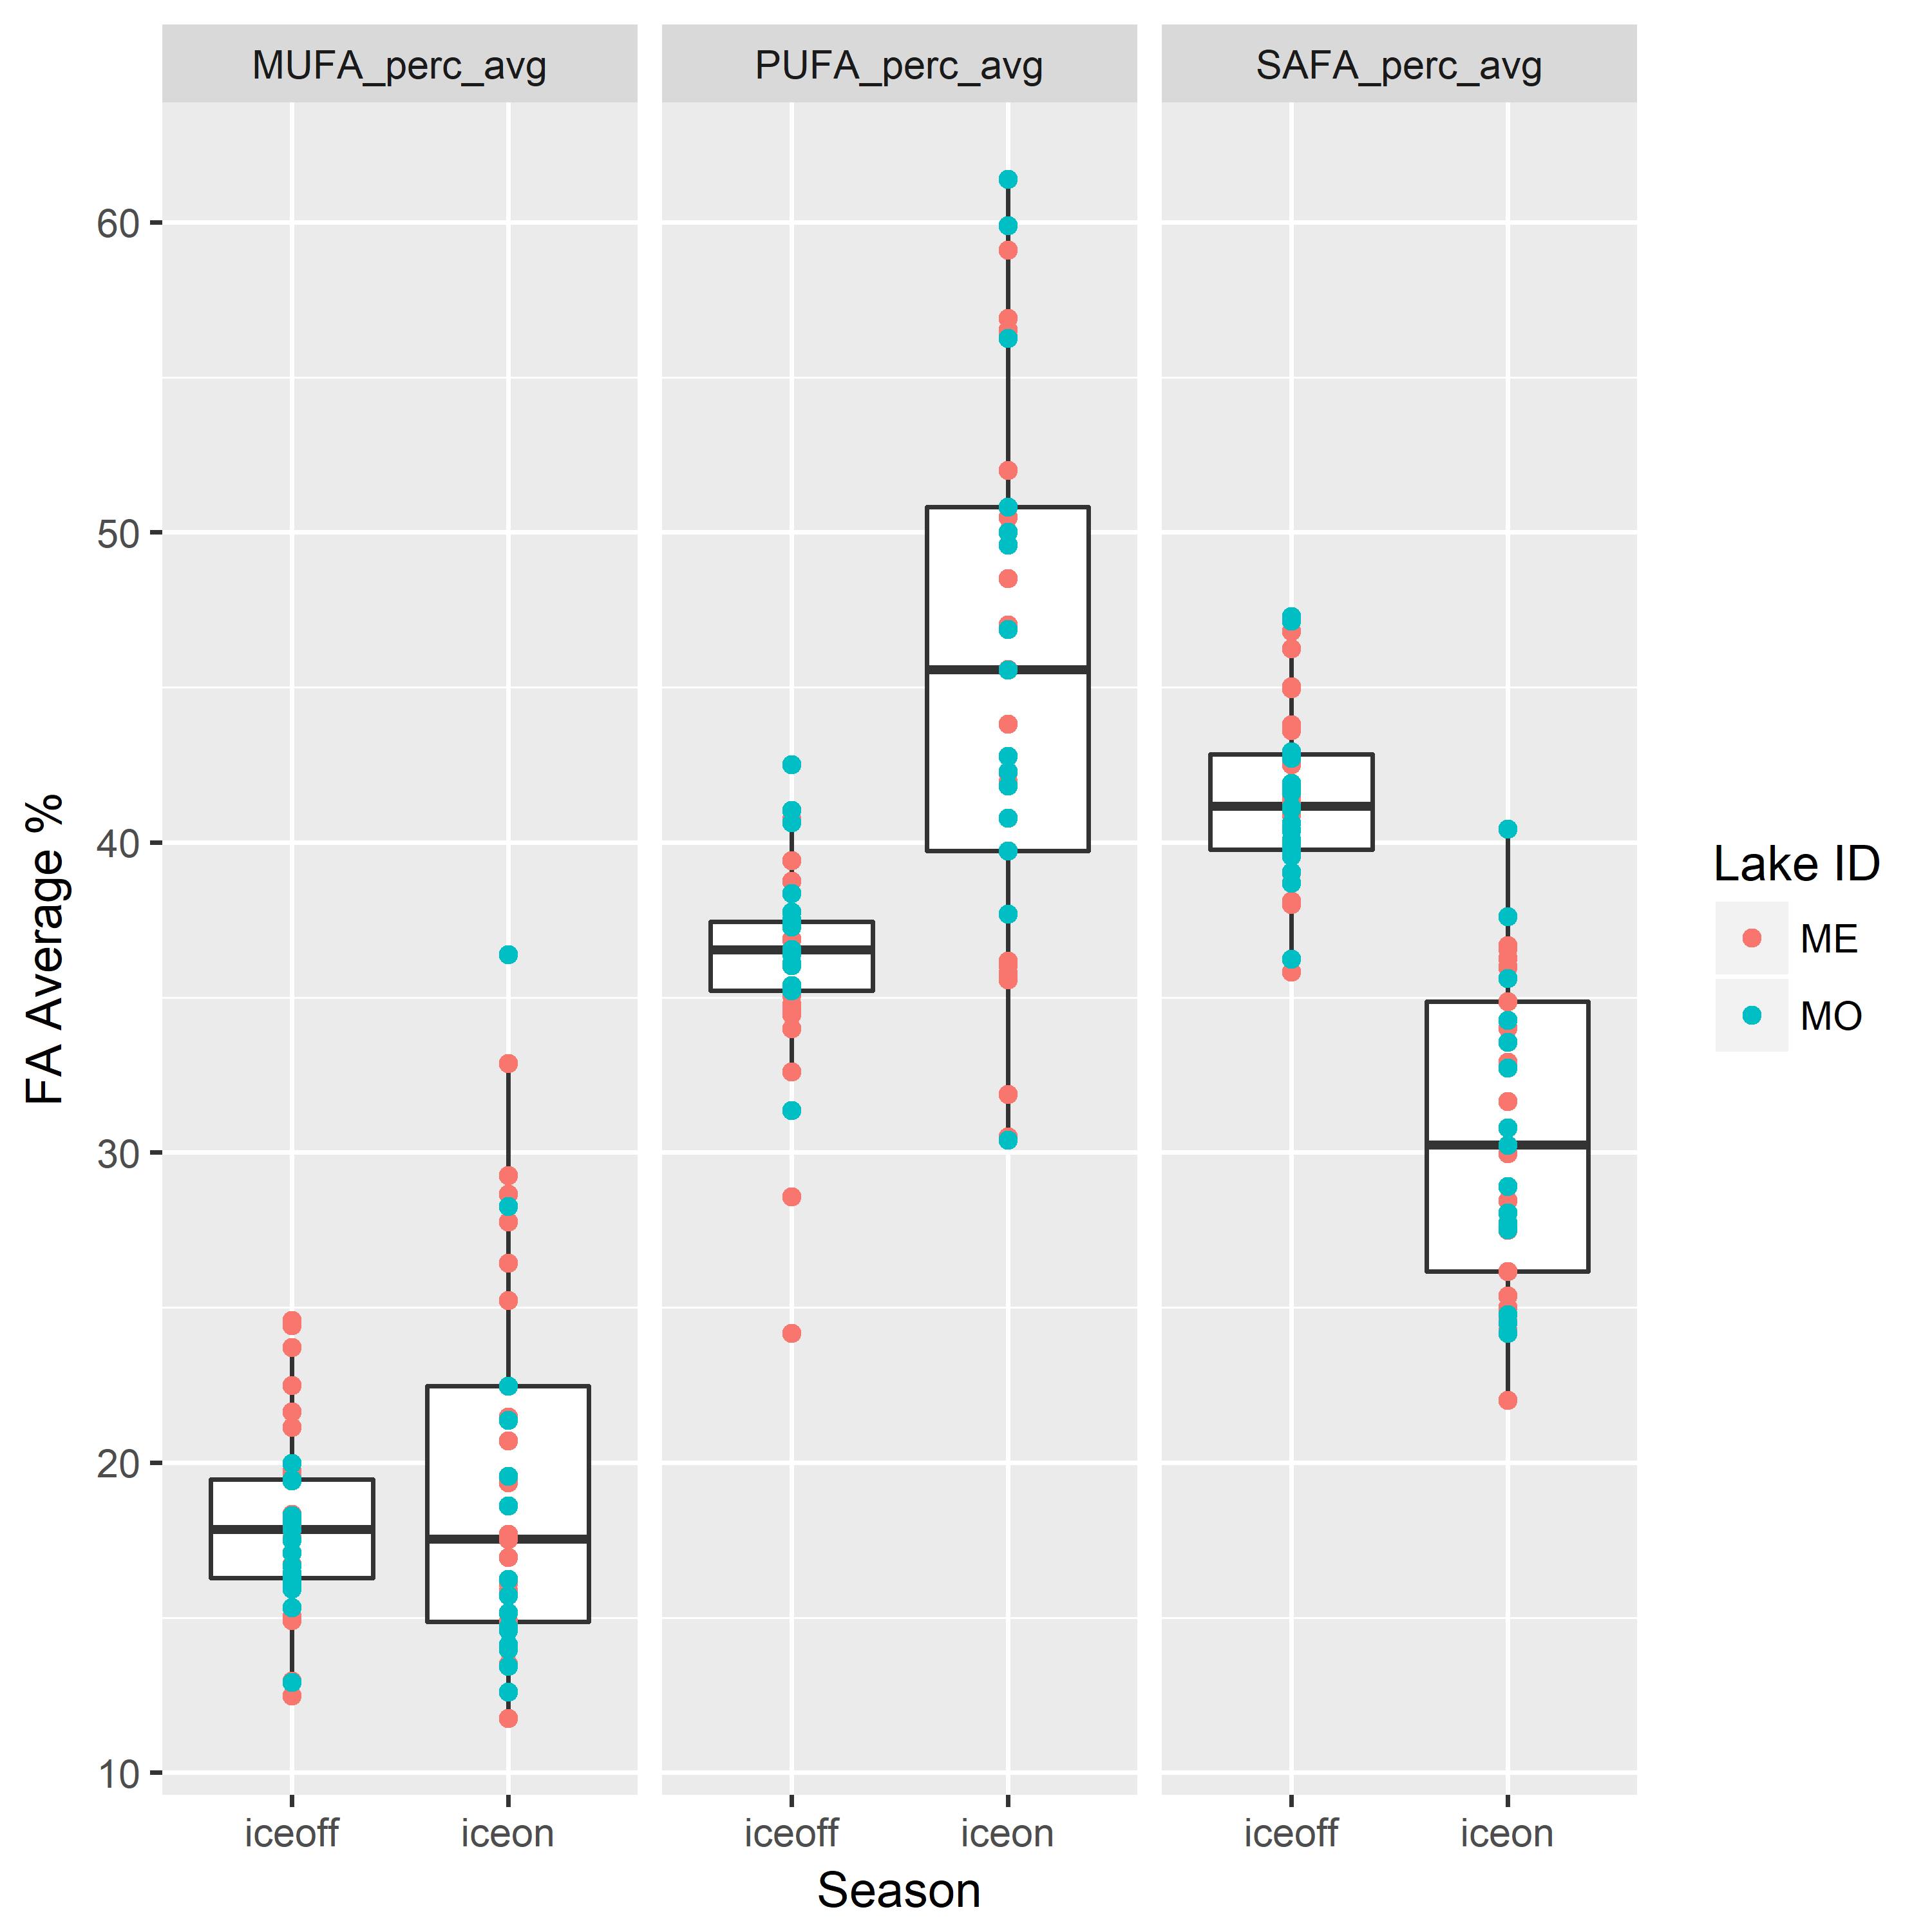 MUFA_perc_avg PUFA_perc_avg SAFA_perc_avg
60
50
40
30
20
10
FA Average %
iceoff iceon iceoff iceon iceoff iceon
Season
Lake ID
ME
MO